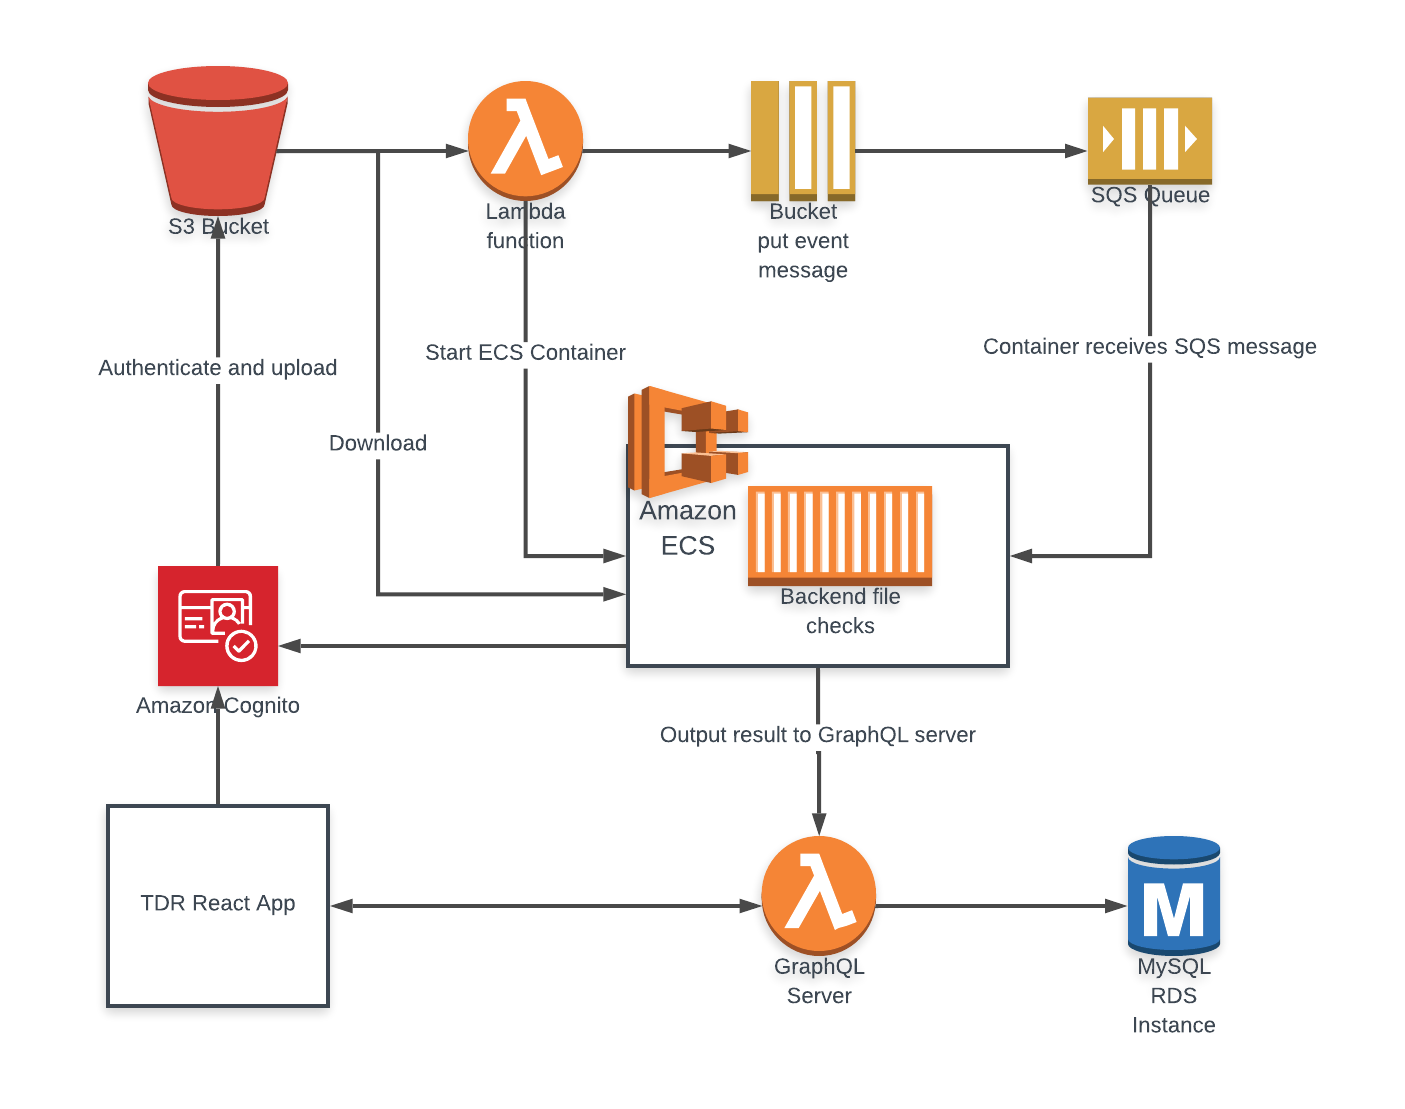 S3 Bucket
Lambda
function
Bucket
put event
message
SQS Queue
Authenticate and upload
Start ECS Container
Container receives SQS message
Download
Amazon
ECS
Backend file
checks
Amazon Cognito
Output result to GraphQL server
TDR React App
GraphQL
Server
M
MySQL
RDS
Instance